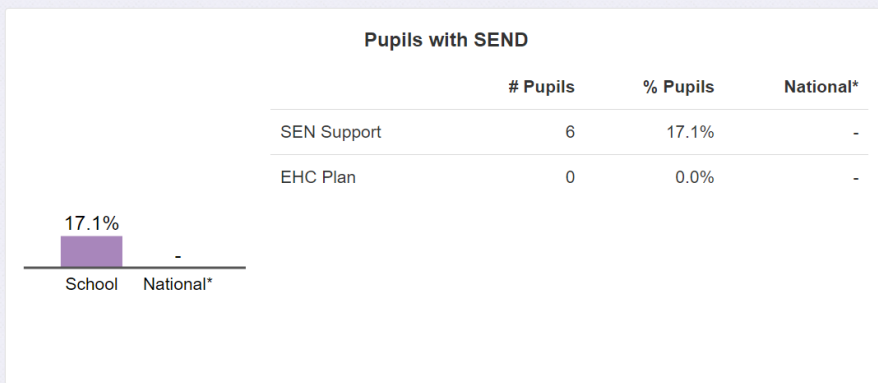 Pupils with SEND
# Pupils % Pupils National*
SEN Support 6 17.1% -
EHC Plan 0 0.0% -
17.1%
-
School National*